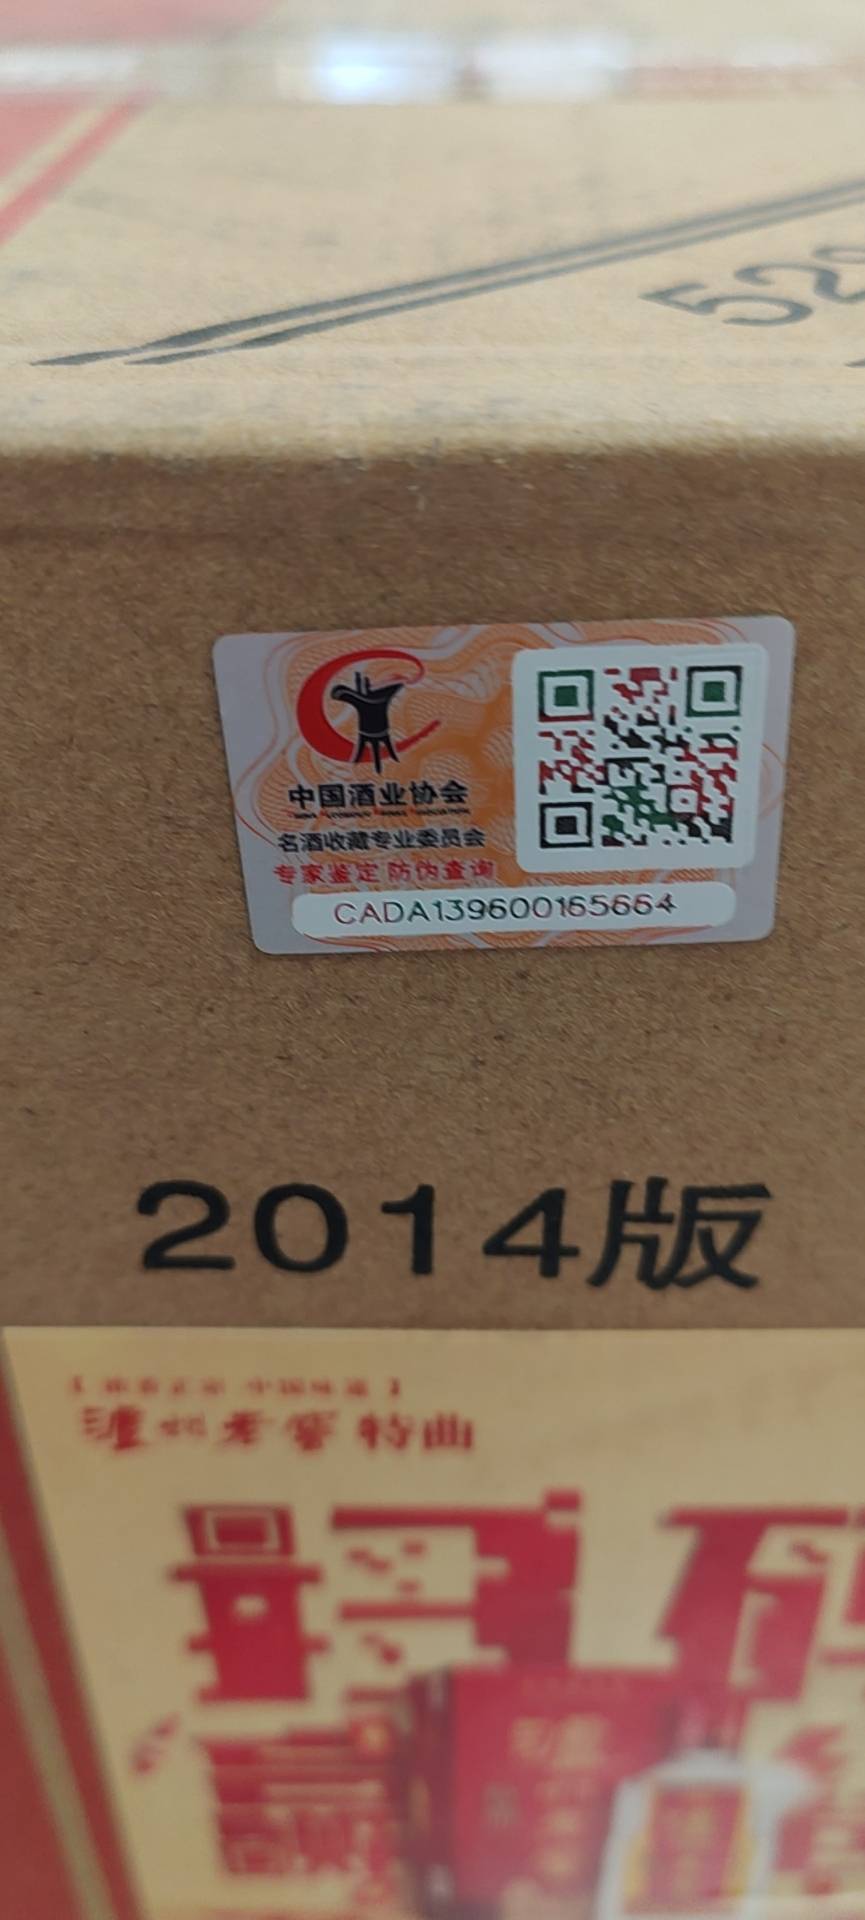 52°
中国酒业协会
名酒收藏专业委员会
专家鉴定 防伪查询
CADA139600165664
2014版
泸州老窖 特曲